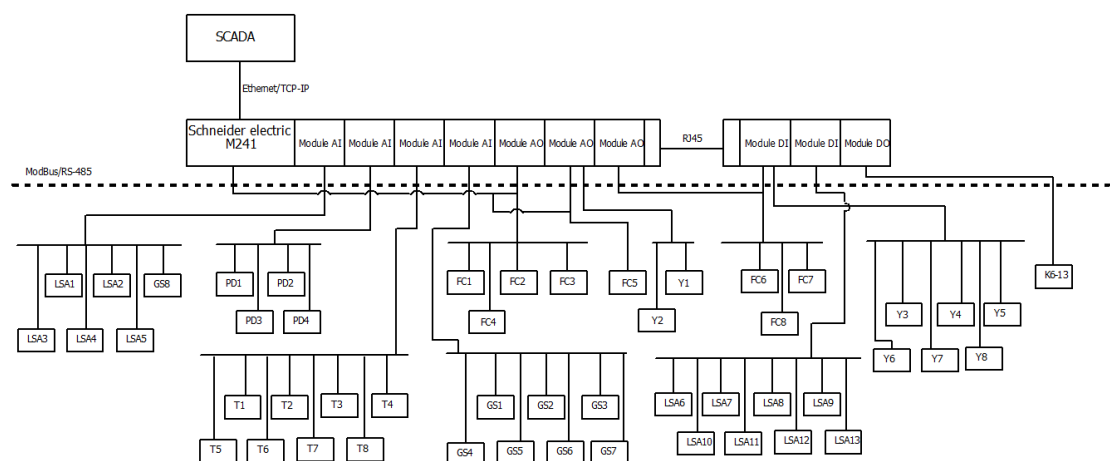 SCADA
Ethernet/TCP-IP
Schneider electric
M241
Module AI
Module AI
Module AI
Module AI
Module AO
Module AO
Module AO
RJ45
Module DI
Module DI
Module DO
ModBus/RS-485
LSA1
LSA2
GS8
LSA3
LSA4
LSA5
PD1
PD2
PD3
PD4
FC1
FC2
FC3
FC4
FC5
Y1
Y2
FC6
FC7
FC8
Y3
Y4
Y5
Y6
Y7
Y8
K6-13
T1
T2
T3
T4
T5
T6
T7
T8
GS1
GS2
GS3
GS4
GS5
GS6
GS7
LSA6
LSA7
LSA8
LSA9
LSA10
LSA11
LSA12
LSA13